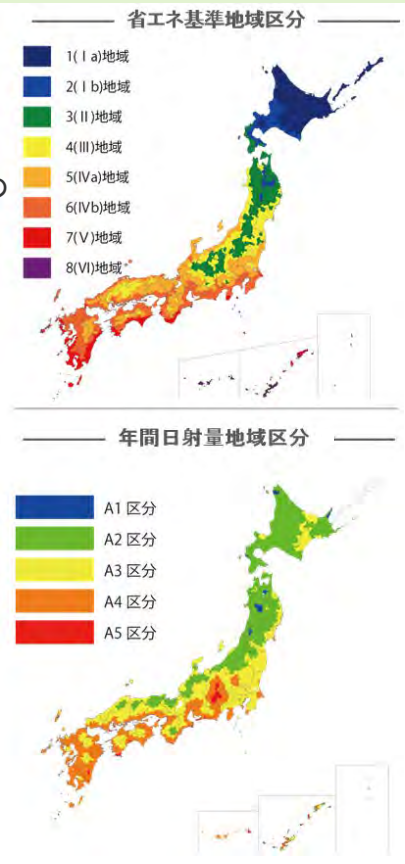 省エネ基準地域区分
1(Ⅰa)地域
2(Ⅰb)地域
3(II)地域
4(III)地域
5(IVa)地域
6(IVb)地域
7(V)地域
8(VI)地域
の
年間日射量地域区分
A1 区分
A2 区分
A3 区分
A4 区分
A5 区分